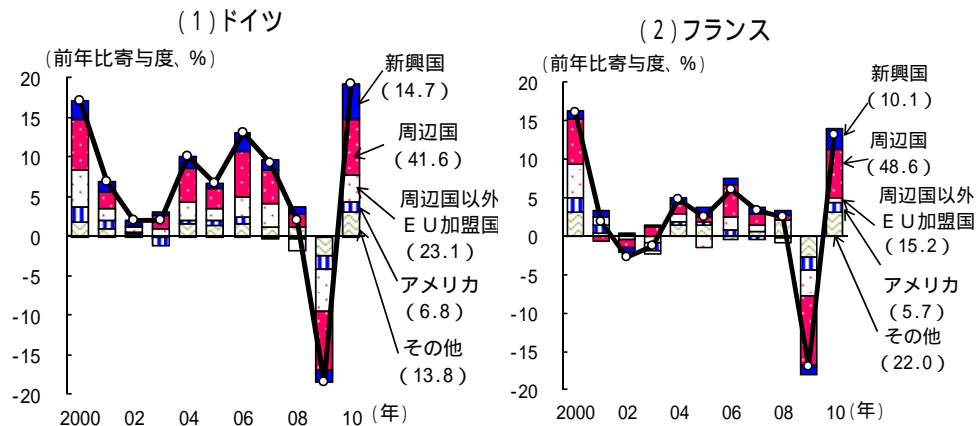 (1)ドイツ
(前年比寄与度、%)
20
15
10
5
0
-5
-10
-15
-20
2000 02 04 06 08 10 (年)
新興国
(14.7)
周辺国
(41.6)
周辺国以外
EU加盟国
(23.1)
アメリカ
(6.8)
その他
(13.8)
(2)フランス
(前年比寄与度、%)
20
15
10
5
0
-5
-10
-15
-20
2000 02 04 06 08 10 (年)
新興国
(10.1)
周辺国
(48.6)
周辺国以外
EU加盟国
(15.2)
アメリカ
(5.7)
その他
(22.0)